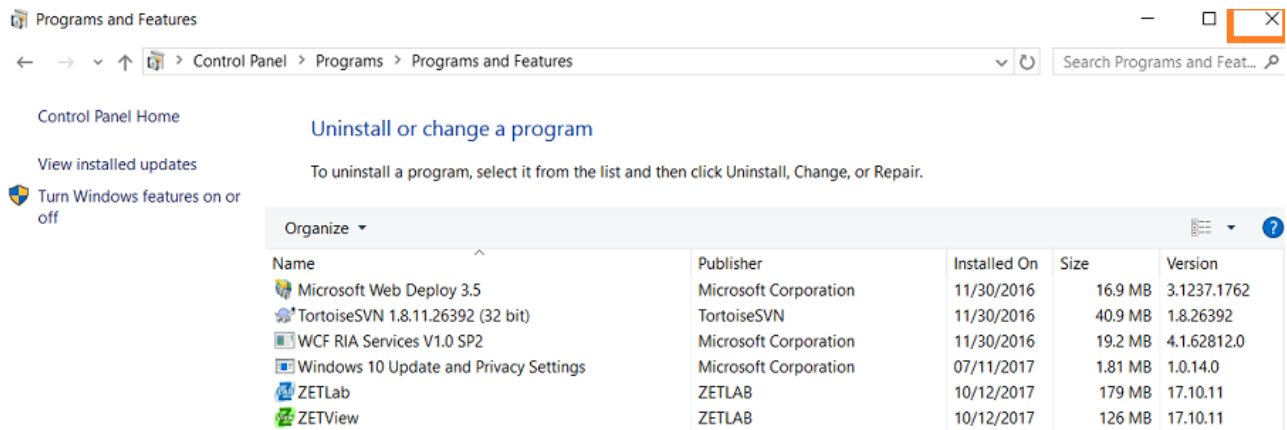 Programs and Features
Control Panel > Programs > Programs and Features
Search Programs and Feat...
Control Panel Home
View installed updates
Turn Windows features on or
off
Uninstall or change a program
To uninstall a program, select it from the list and then click Uninstall, Change, or Repair.
Organize
?
Name Publisher Installed On Size Version
Microsoft Web Deploy 3.5 Microsoft Corporation 11/30/2016 16.9 MB 3.1237.1762
TortoiseSVN 1.8.11.26392 (32 bit) TortoiseSVN 11/30/2016 40.9 MB 1.8.26392
WCF RIA Services V1.0 SP2 Microsoft Corporation 11/30/2016 19.2 MB 4.1.62812.0
Windows 10 Update and Privacy Settings Microsoft Corporation 07/11/2017 1.81 MB 1.0.14.0
ZETLab ZETLAB 10/12/2017 179 MB 17.10.11
ZETView ZETLAB 10/12/2017 126 MB 17.10.11